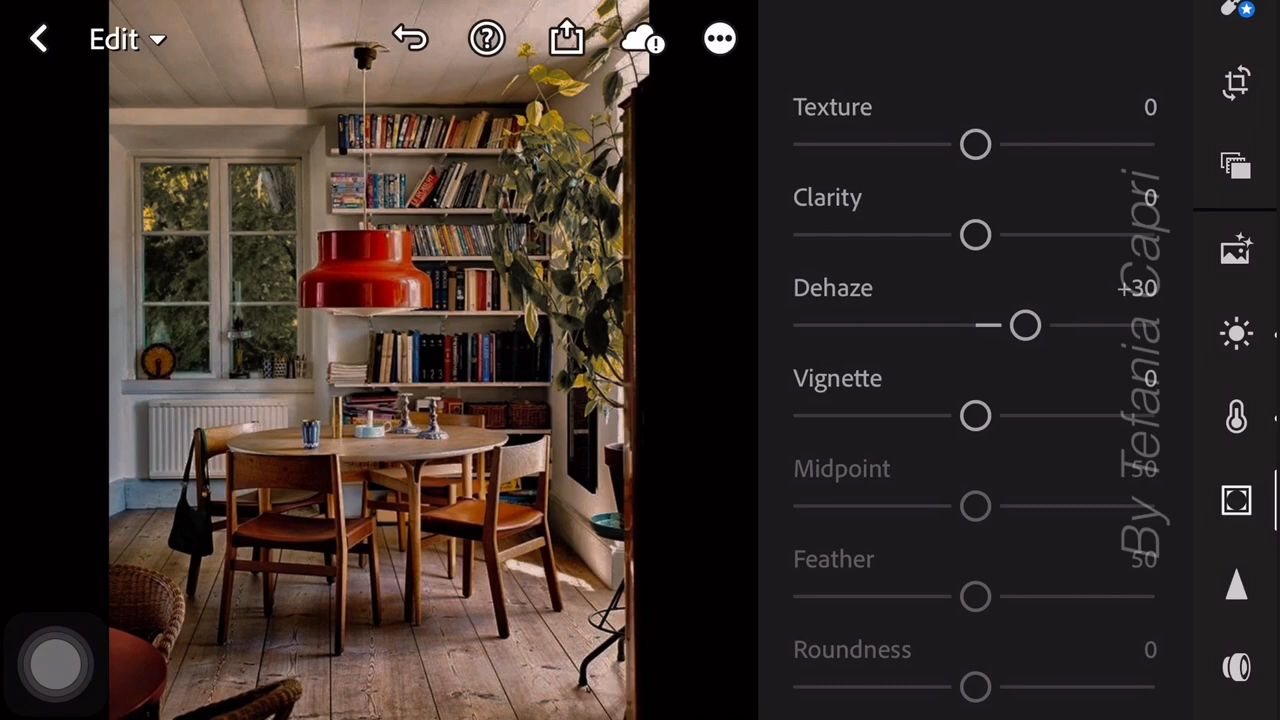 Edit
Texture 0
Clarity 0
Dehaze +30
Vignette 0
Midpoint 50
Feather 50
Roundness 0
By Tefania Capri